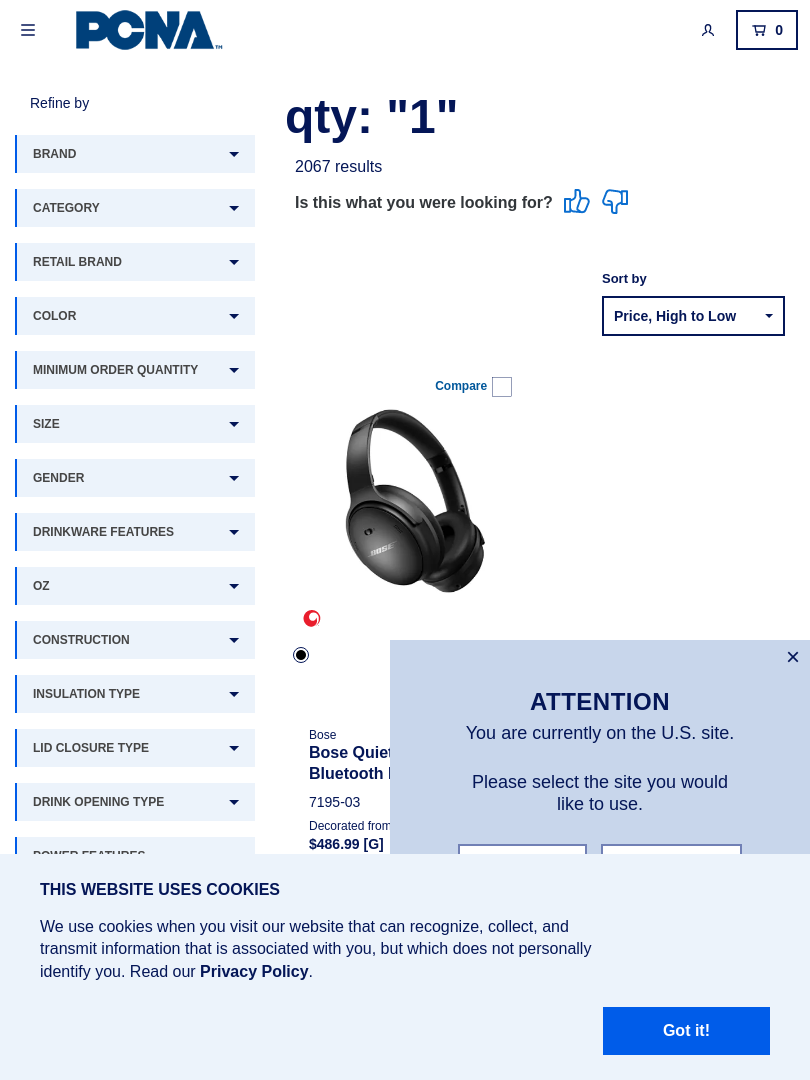 PCNA™
0
Refine by
BRAND
CATEGORY
RETAIL BRAND
COLOR
MINIMUM ORDER QUANTITY
SIZE
GENDER
DRINKWARE FEATURES
OZ
CONSTRUCTION
INSULATION TYPE
LID CLOSURE TYPE
DRINK OPENING TYPE
POWER FEATURES
qty: "1"
2067 results
Is this what you were looking for?
Sort by
Price, High to Low
Compare
BOSE
Bose
Bose Quiet
Bluetooth
7195-03
Decorated from
$486.99 [G]
×
ATTENTION
You are currently on the U.S. site.
Please select the site you would
like to use.
THIS WEBSITE USES COOKIES
We use cookies when you visit our website that can recognize, collect, and
transmit information that is associated with you, but which does not personally
identify you. Read our Privacy Policy.
Got it!